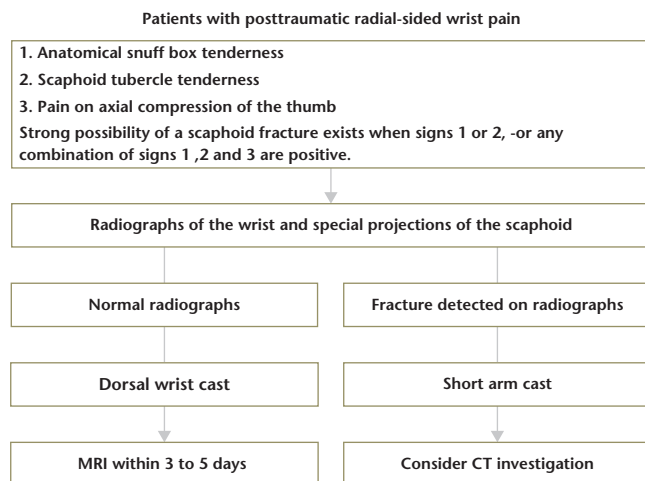 Patients with posttraumatic radial-sided wrist pain
1. Anatomical snuff box tenderness
2. Scaphoid tubercle tenderness
3. Pain on axial compression of the thumb
Strong possibility of a scaphoid fracture exists when signs 1 or 2, -or any
combination of signs 1 ,2 and 3 are positive.
Radiographs of the wrist and special projections of the scaphoid
Normal radiographs
Fracture detected on radiographs
Dorsal wrist cast
Short arm cast
MRI within 3 to 5 days
Consider CT investigation